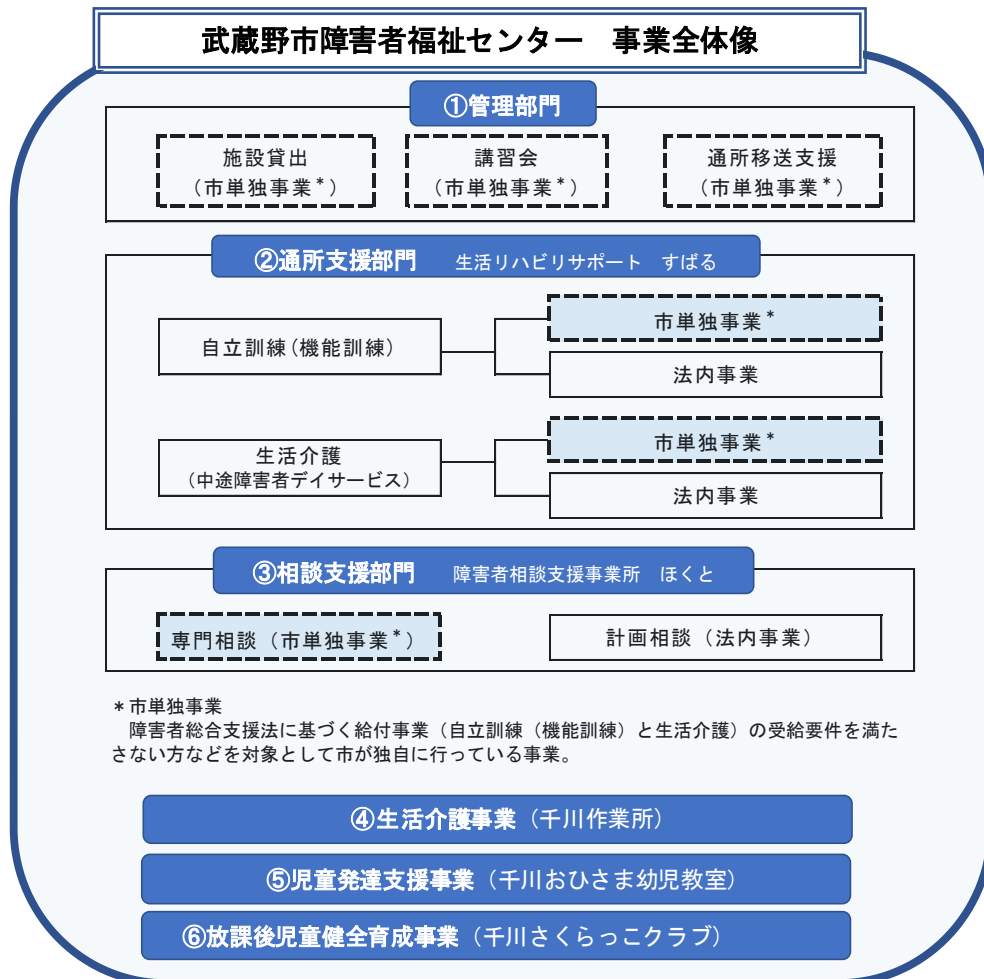 武蔵野市障害者福祉センター　事業全体像
①管理部門
施設貸出
（市単独事業*）
講習会
（市単独事業*）
通所移送支援
（市単独事業*）
②通所支援部門　生活リハビリサポート　すばる
自立訓練(機能訓練)
市単独事業*
法内事業
生活介護
（中途障害者デイサービス）
市単独事業*
法内事業
③相談支援部門　障害者相談支援事業所　ほくと
専門相談（市単独事業*）
計画相談（法内事業）
＊市単独事業
　障害者総合支援法に基づく給付事業（自立訓練（機能訓練）と生活介護）の受給要件を満た
さない方などを対象として市が独自に行っている事業。
④生活介護事業（千川作業所）
⑤児童発達支援事業（千川おひさま幼児教室）
⑥放課後児童健全育成事業（千川さくらっこクラブ）